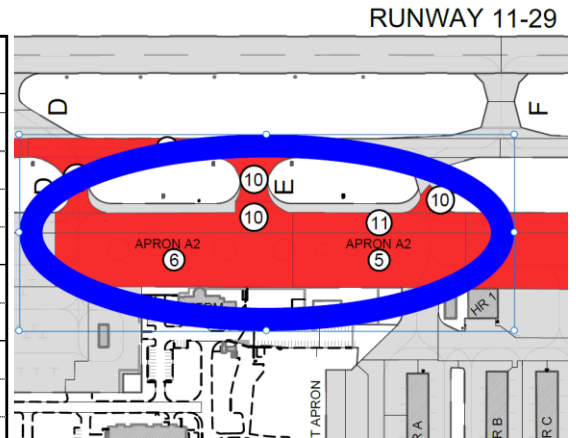 RUNWAY 11-29
D
F
D
10
E
10
10
11
APRON A2
APRON A2
6
5
HR 1
T APRON
R A
R B
R C